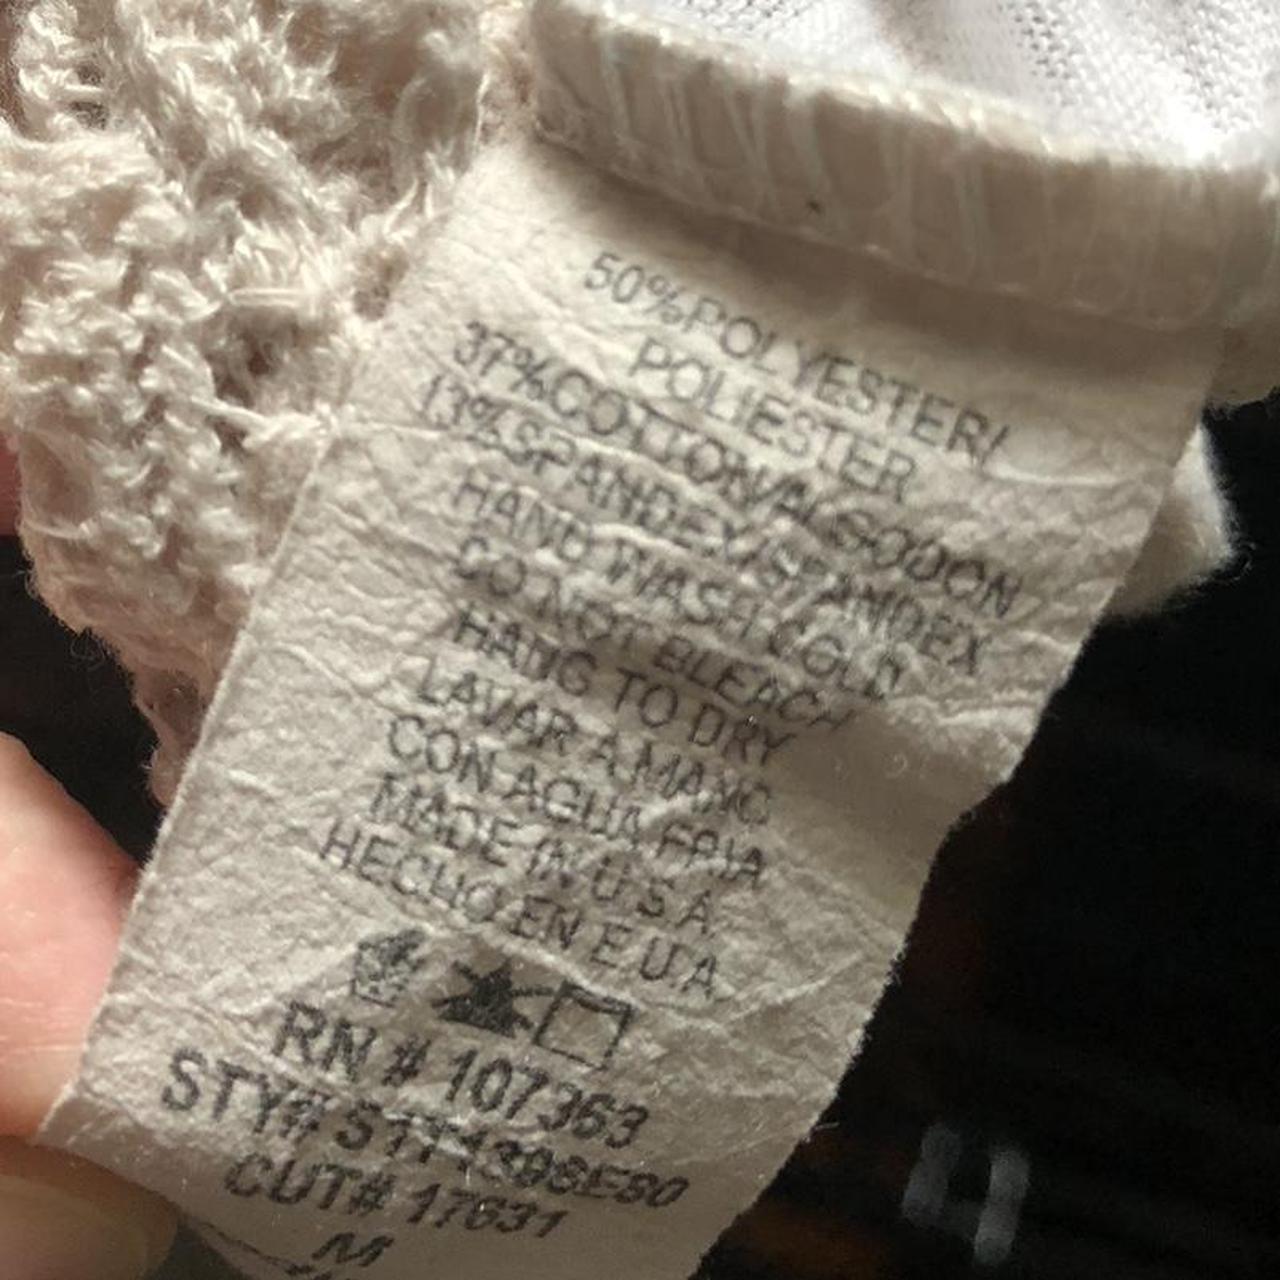 50%POLYESTER/
POLIESTER
37%COTTON/ALGODON
13%SPANDEX/SPANDEX
HAND WASH COLD
DO NOT BLEACH
HANG TO DRY
LAVAR A MANO
CON AGUA FRIA
MADE IN U.S.A.
HECHO EN E.U.A.
RN # 107363
STY#
CUT# 17631
M